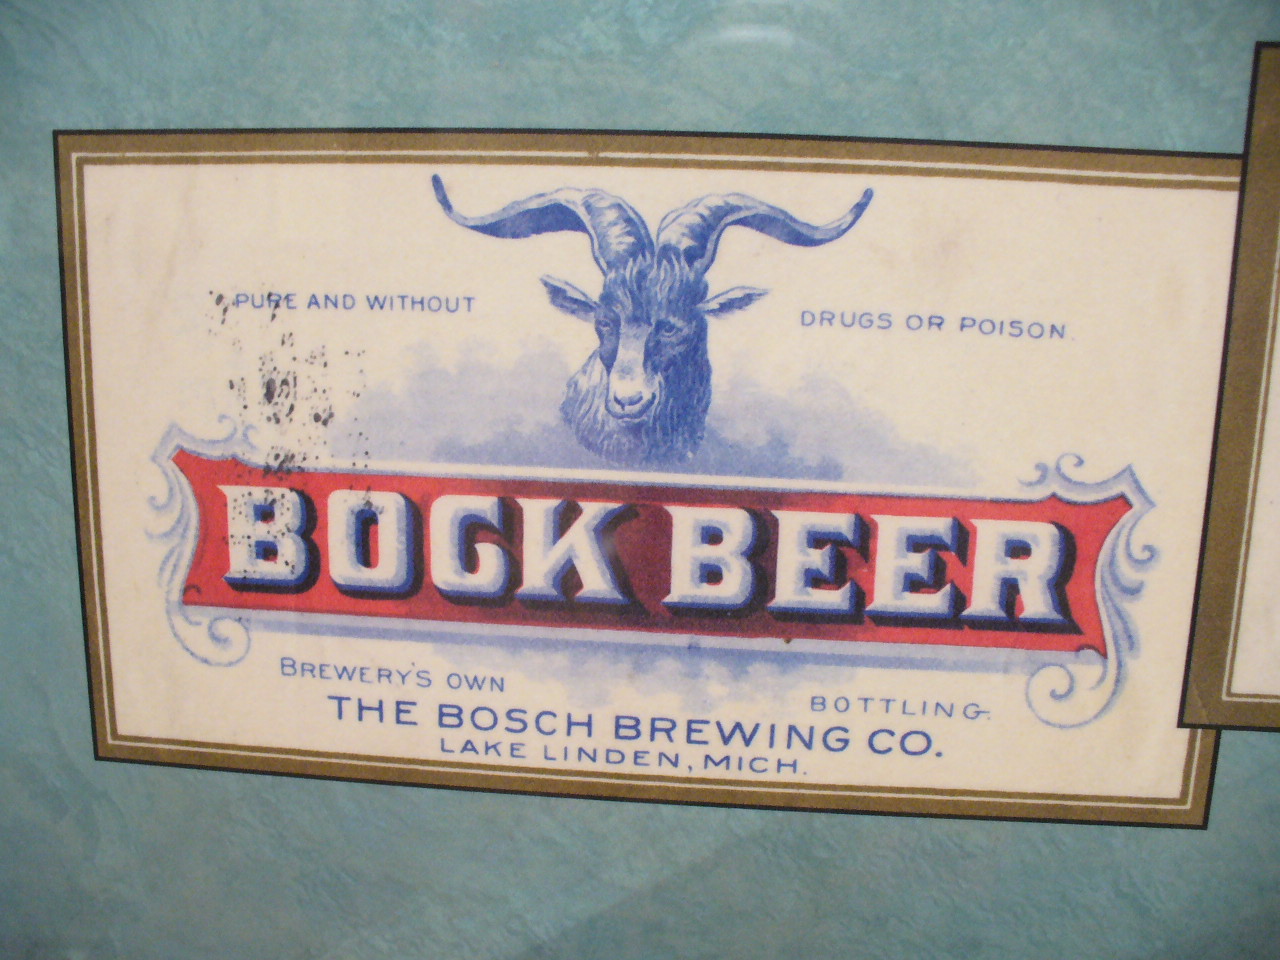 PURE AND WITHOUT
DRUGS OR POISON.
BOCK BEER
BREWERY'S OWN
BOTTLING.
THE BOSCH BREWING CO.
LAKE LINDEN, MICH.